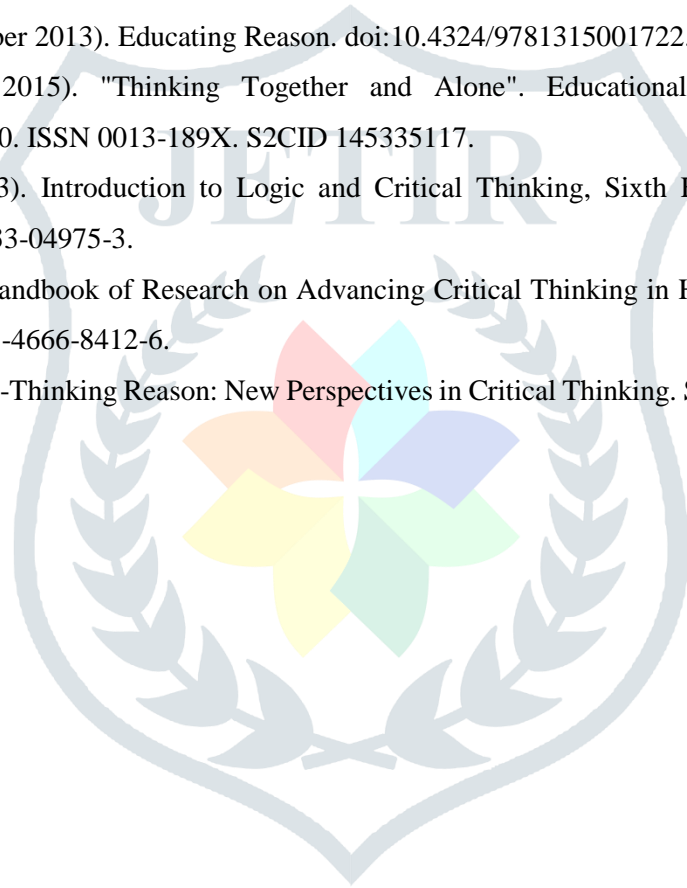 ber 2013). Educating Reason. doi:10.4324/9781315001722.
2015). "Thinking Together and Alone". Educational
0. ISSN 0013-189X. S2CID 145335117.
3). Introduction to Logic and Critical Thinking, Sixth
33-04975-3.
andbook of Research on Advancing Critical Thinking in
-4666-8412-6.
-Thinking Reason: New Perspectives in Critical Thinking.
JETIR